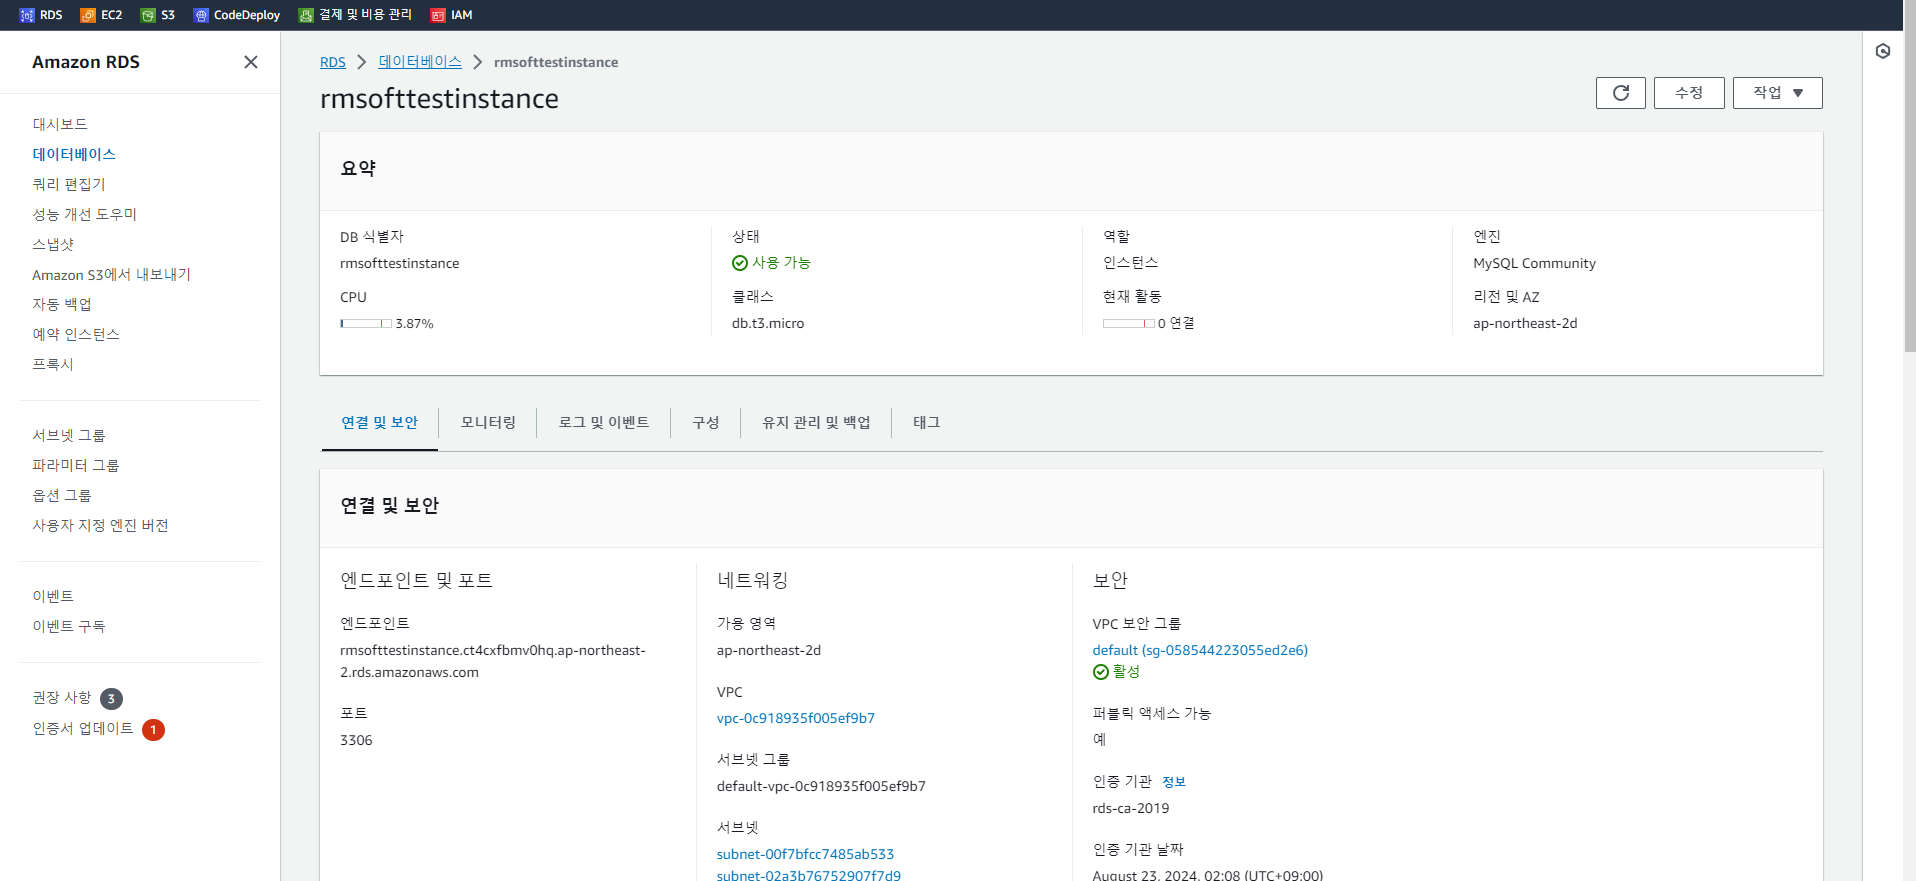 RDS EC2 S3 CodeDeploy 결제 및 비용 관리 IAM
Amazon RDS
대시보드
데이터베이스
쿼리 편집기
성능 개선 도우미
스냅샷
Amazon S3에서 내보내기
자동 백업
예약 인스턴스
프록시
서브넷 그룹
파라미터 그룹
옵션 그룹
사용자 지정 엔진 버전
이벤트
이벤트 구독
권장 사항 3
인증서 업데이트 1
RDS 데이터베이스 rmsofttestinstance
rmsofttestinstance
수정 작업
요약
DB 식별자
rmsofttestinstance
CPU
3.87%
상태
사용 가능
클래스
db.t3.micro
역할
인스턴스
현재 활동
0 연결
엔진
MySQL Community
리전 및 AZ
ap-northeast-2d
연결 및 보안 모니터링 로그 및 이벤트 구성 유지 관리 및 백업 태그
연결 및 보안
엔드포인트 및 포트
엔드포인트
rmsofttestinstance.ct4cxfbmv0hq.ap-northeast-
2.rds.amazonaws.com
포트
3306
네트워킹
가용 영역
ap-northeast-2d
VPC
vpc-0c918935f005ef9b7
서브넷 그룹
default-vpc-0c918935f005ef9b7
서브넷
subnet-00f7bfcc7485ab533
subnet-02a3b76752907f7d9
보안
VPC 보안 그룹
default (sg-058544223055ed2e6)
활성
퍼블릭 액세스 가능
예
인증 기관 정보
rds-ca-2019
인증 기관 날짜
August 23, 2024, 02:08 (UTC+09:00)